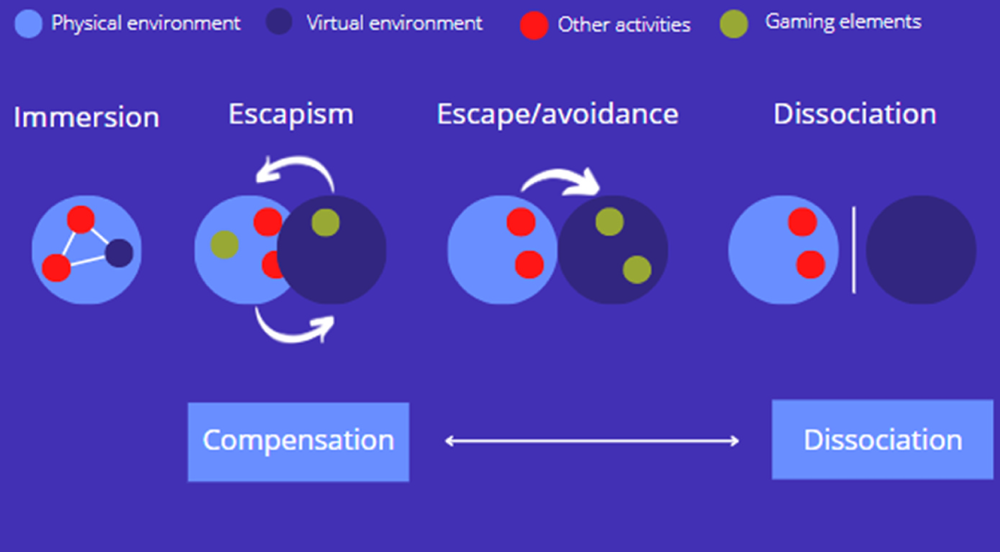 Physical environment
Virtual environment
Other activities
Gaming elements
Immersion
Escapism
Escape/avoidance
Dissociation
Compensation
Dissociation